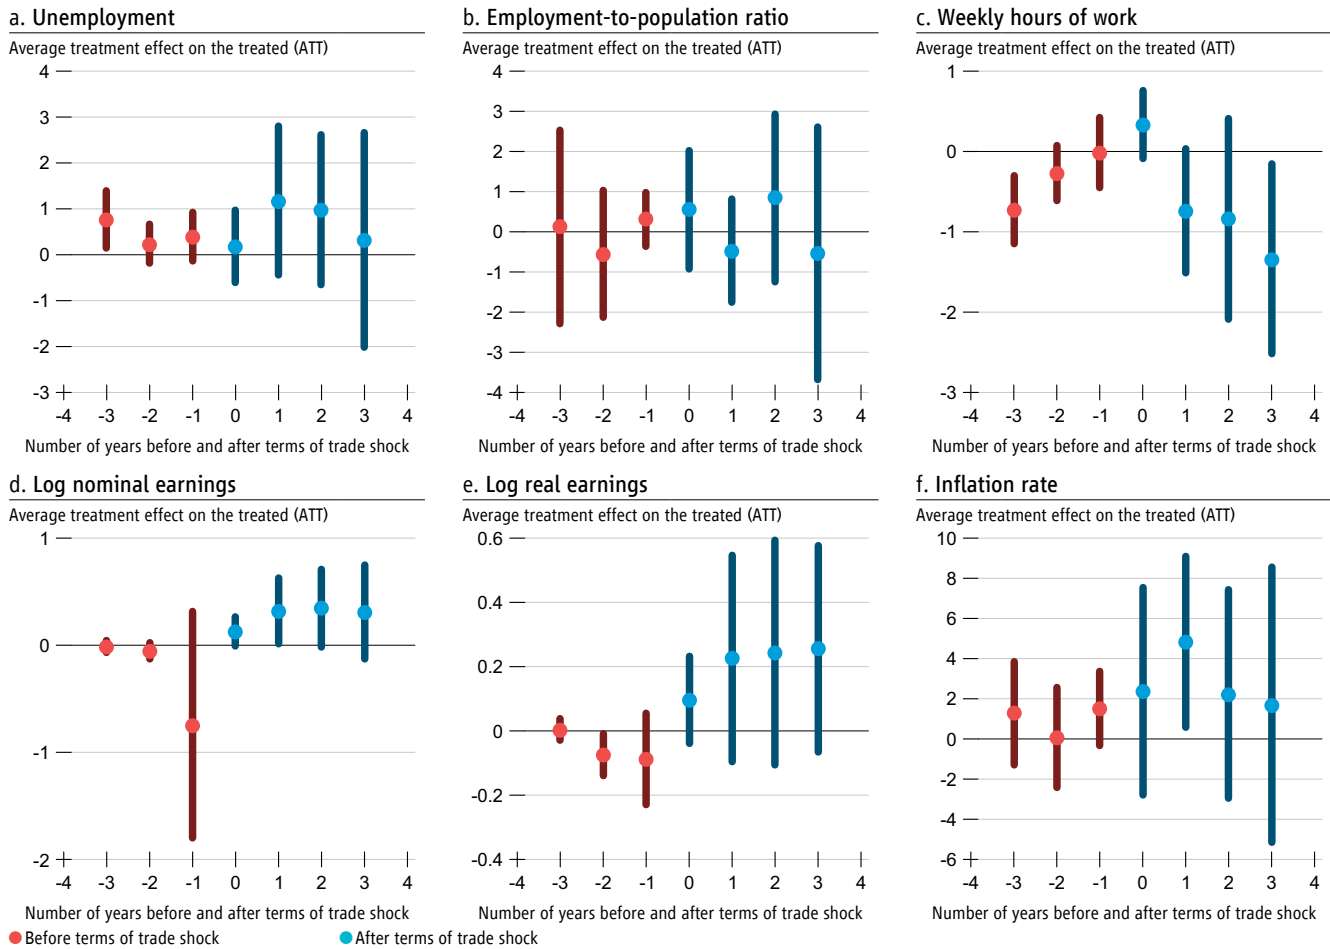 a. Unemployment
Average treatment effect on the treated (ATT)
4
3
2
1
0
-1
-2
-3
-4 -3 -2 -1 0 1 2 3 4
Number of years before and after terms of trade shock
b. Employment-to-population ratio
Average treatment effect on the treated (ATT)
4
3
2
1
0
-1
-2
-3
-4
-4 -3 -2 -1 0 1 2 3 4
Number of years before and after terms of trade shock
c. Weekly hours of work
Average treatment effect on the treated (ATT)
1
0
-1
-2
-3
-4 -3 -2 -1 0 1 2 3 4
Number of years before and after terms of trade shock
d. Log nominal earnings
Average treatment effect on the treated (ATT)
1
0
-1
-2
-4 -3 -2 -1 0 1 2 3 4
Number of years before and after terms of trade shock
e. Log real earnings
Average treatment effect on the treated (ATT)
0.6
0.4
0.2
0
-0.2
-0.4
-4 -3 -2 -1 0 1 2 3 4
Number of years before and after terms of trade shock
f. Inflation rate
Average treatment effect on the treated (ATT)
10
8
6
4
2
0
-2
-4
-6
-4 -3 -2 -1 0 1 2 3 4
Number of years before and after terms of trade shock
Before terms of trade shock
After terms of trade shock